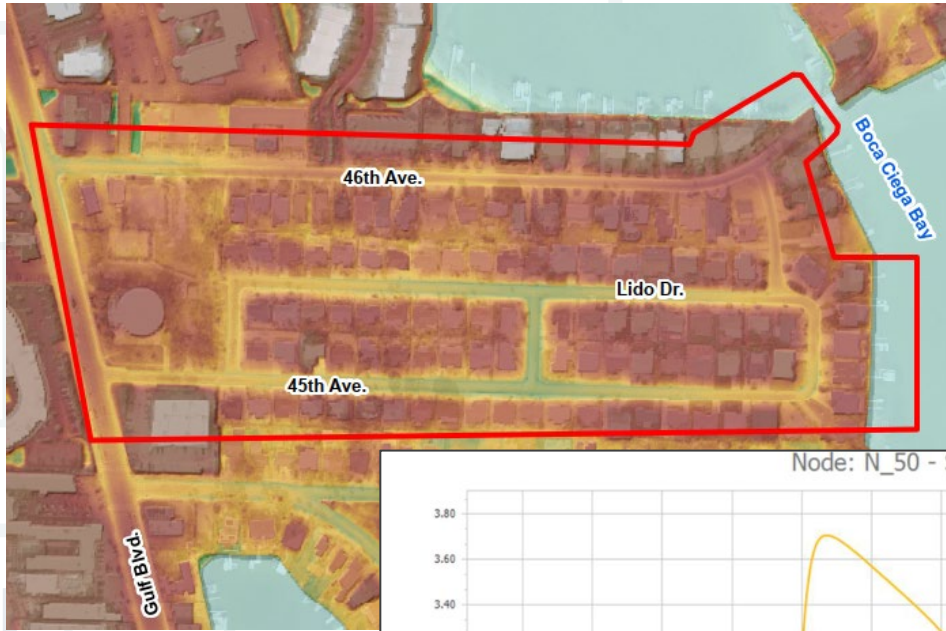 46th Ave.
Boca Ciega Bay
Lido Dr.
45th Ave.
Gulf Blvd.
Node: N_50 -
3.80
3.60
3.40